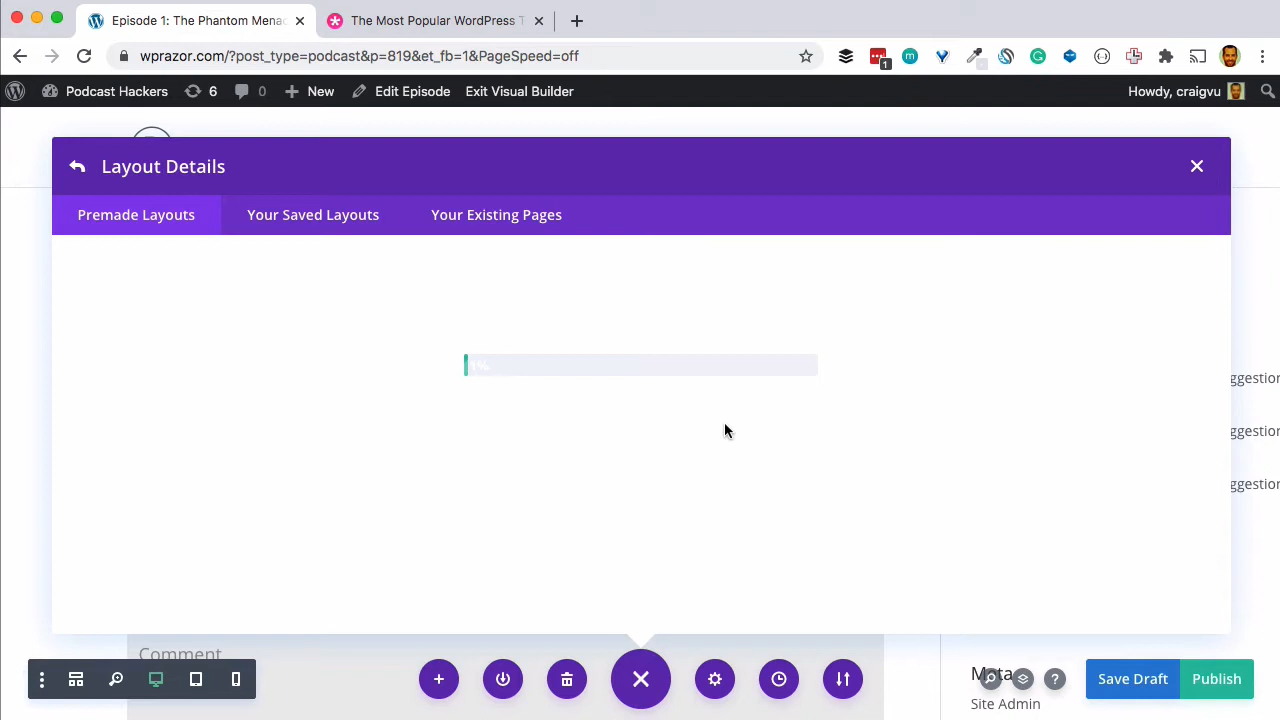 Episode 1: The Phantom Menac
The Most Popular WordPress T
wprazor.com/?post_type=podcast&p=819&et_fb=1&PageSpeed=off
1
Podcast Hackers 6 0 New Edit Episode Exit Visual Builder Howdy, craigvu
Layout Details
Premade Layouts Your Saved Layouts Your Existing Pages
ggestion
ggestion
ggestion
Comment
Meta
Save Draft Publish
Site Admin